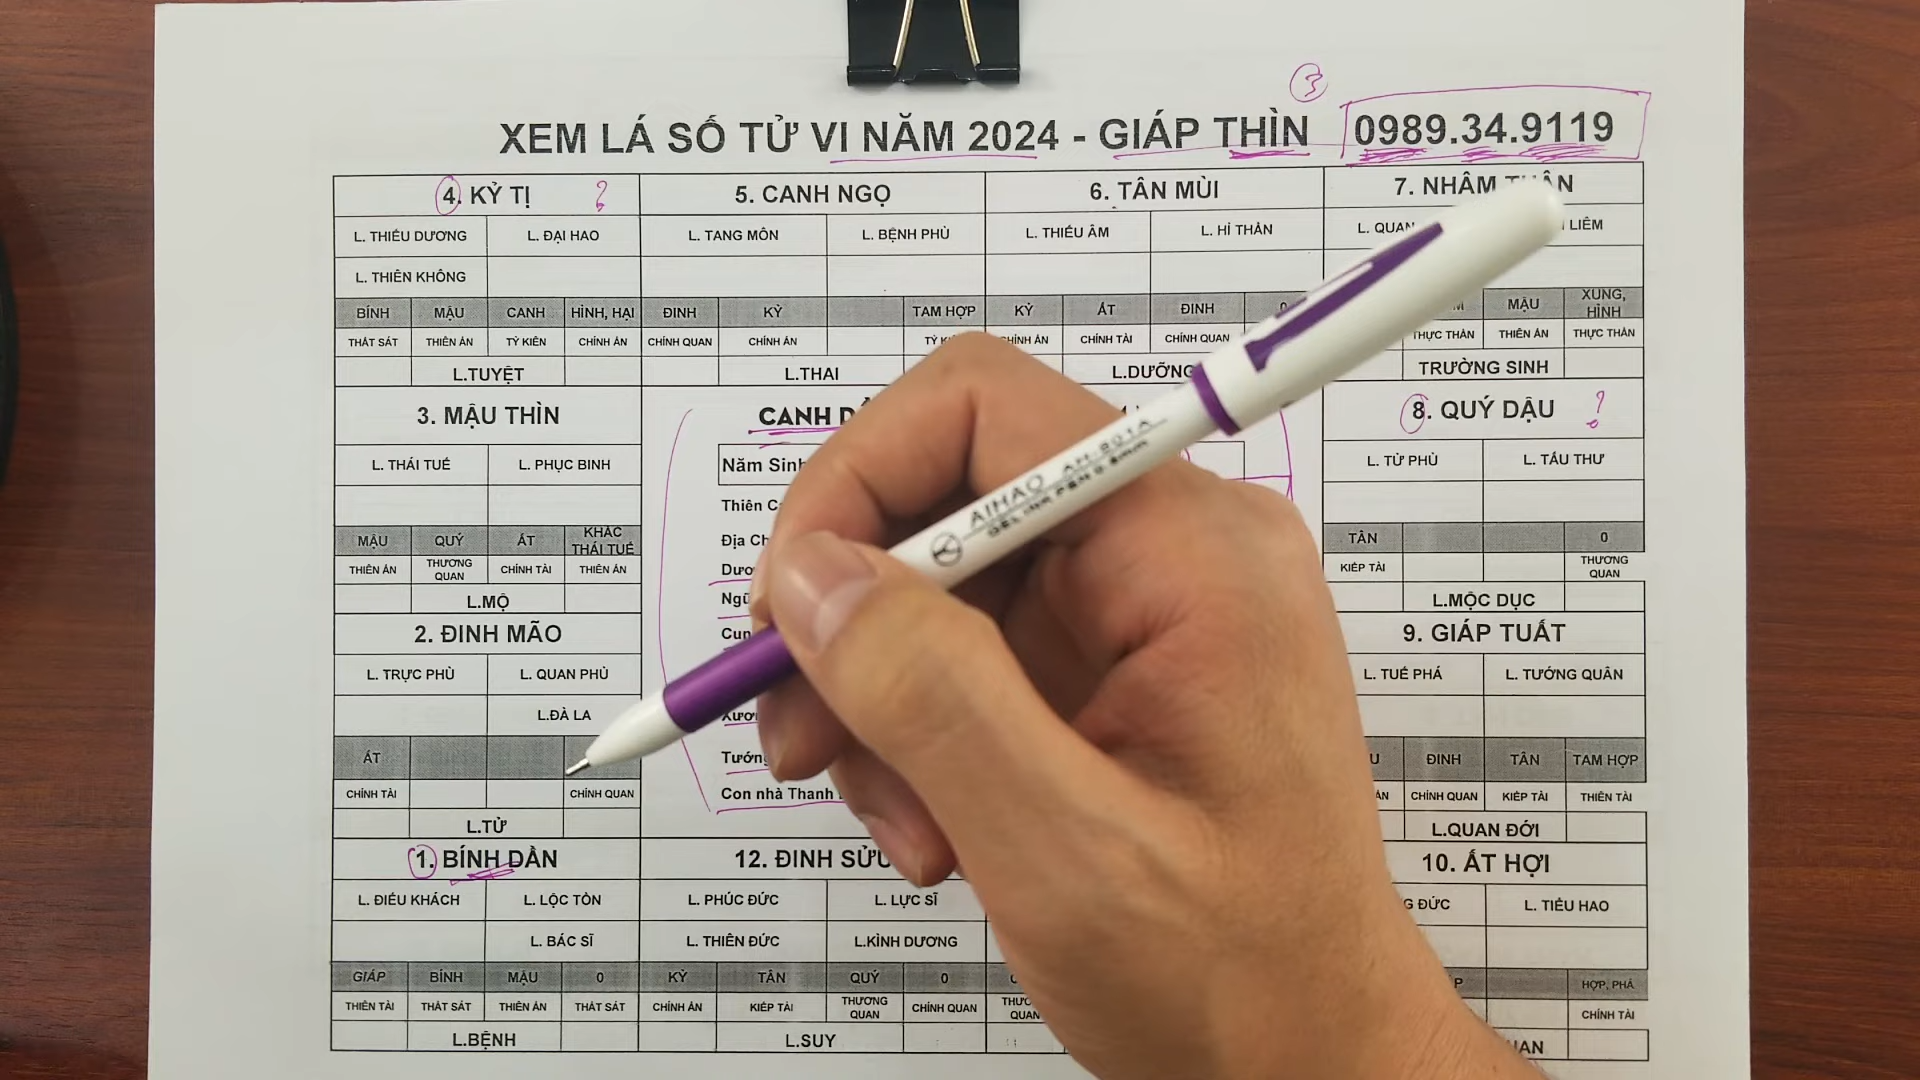 3
XEM LÁ SỐ TỬ VI NĂM 2024 - GIÁP THÌN 0989.34.9119
4. KỶ TỊ ? 5. CANH NGỌ 6. TÂN MÙI 7. NHÂM
L. THIẾU DƯƠNG L. ĐẠI HAO L. TANG MÔN L. BỆNH PHÙ L. THIẾU ÂM L. HỈ THẦN L. LIÊM
L. THIÊN KHÔNG
BÍNH MẬU CANH HÌNH, HẠI ĐINH KỶ TAM HỢP KỶ ẤT ĐINH MẬU XUNG, HÌNH
THẤT SÁT THIÊN ẤN TỶ KIÊN CHÍNH ẤN CHÍNH QUAN CHÍNH ẤN CHÍNH ẤN CHÍNH TÀI CHÍNH QUAN THỰC THẦN THIÊN ẤN THỰC THẦN
L.TUYỆT L.THAI L.DƯỠNG TRƯỜNG SINH
3. MẬU THÌN CANH 8. QUÝ DẬU ?
L. THÁI TUẾ L. PHỤC BINH Năm Sinh L. TỬ PHÙ L. TẤU THƯ
Thiên
MẬU QUÝ ẤT KHẮC THÁI TUẾ Địa TÂN 0
THIÊN ẤN THƯƠNG QUAN CHÍNH TÀI THIÊN ẤN KIẾP TÀI THƯƠNG QUAN
L.MỘ L.MỘC DỤC
2. ĐINH MÃO 9. GIÁP TUẤT
L. TRỰC PHÙ L. QUAN PHỦ L. TUẾ PHÁ L. TƯỚNG QUÂN
L.ĐÀ LA
ẤT Tướng ĐINH TÂN TAM HỢP
CHÍNH TÀI CHÍNH QUAN Con nhà Thanh CHÍNH QUAN KIẾP TÀI THIÊN TÀI
L.TỬ L.QUAN ĐỚI
1. BÍNH DẦN 12. ĐINH SỬU 10. ẤT HỢI
L. ĐIẾU KHÁCH L. LỘC TỒN L. PHÚC ĐỨC L. LỰC SĨ ĐỨC L. TIỂU HAO
L. BÁC SĨ L. THIÊN ĐỨC L.KÌNH DƯƠNG
GIÁP BÍNH MẬU 0 KỶ TÂN QUÝ 0 HỢP, PHÁ
THIÊN TÀI THẤT SÁT THIÊN ẤN THẤT SÁT CHÍNH ẤN KIẾP TÀI THƯƠNG QUAN CHÍNH QUAN QUAN CHÍNH TÀI
L.BỆNH L.SUY